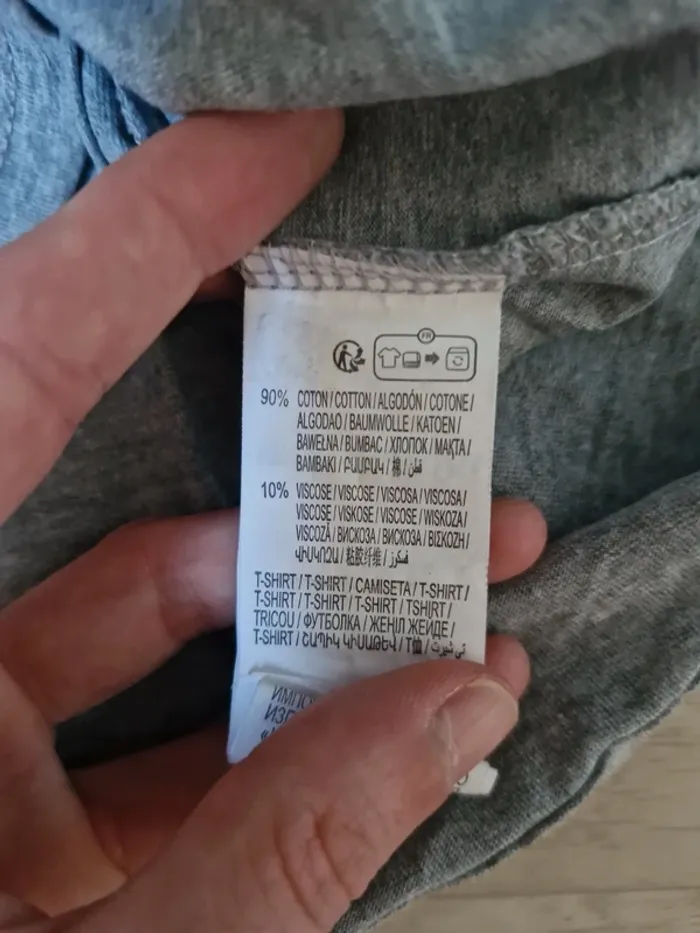 FR
90% COTON / COTTON / ALGODÓN / COTONE /
ALGODAO / BAUMWOLLE / KATOEN /
BAWEŁNA / BUMBAC / ХЛОПОК / МАҚТА /
BAMBAKI / ԲԱՄԲԱԿ / 棉 / قطن
10% VISCOSE / VISCOSE / VISCOSA / VISCOSA /
VISCOSE / VISKOSE / VISCOSE / WISKOZA /
VISCOZĂ / ВИСКОЗА / ВИСКОЗА / ΒΙΣΚΟΖΗ /
ՎԻՍԿՈԶԱ / 粘胶纤维 / فسكوز
T-SHIRT / T-SHIRT / CAMISETA / T-SHIRT /
T-SHIRT / T-SHIRT / T-SHIRT / TSHIRT /
TRICOU / ФУТБОЛКА / ЖЕҢІЛ ЖЕЙДЕ /
T-SHIRT / ՇԱՊԻԿ ԿԻՍԱԹԵՎ / T恤 / تي شيرت